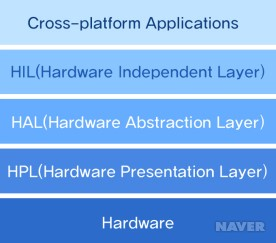 Cross-platform Applications
HIL(Hardware Independent Layer)
HAL(Hardware Abstraction Layer)
HPL(Hardware Presentation Layer)
Hardware
NAVER